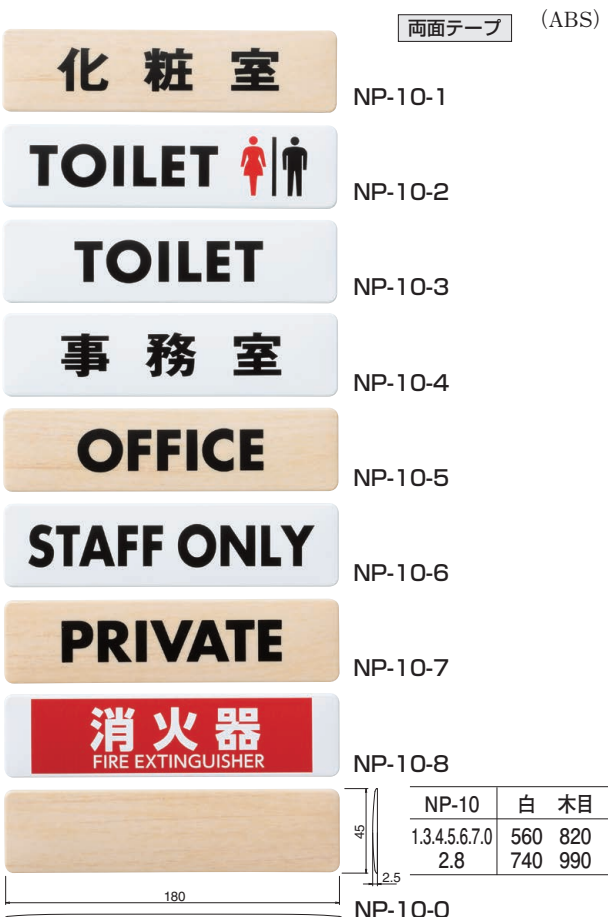 両面テープ (ABS)
化粧室
NP-10-1
TOILET
NP-10-2
TOILET
NP-10-3
事務室
NP-10-4
OFFICE
NP-10-5
STAFF ONLY
NP-10-6
PRIVATE
NP-10-7
消火器
FIRE EXTINGUISHER
NP-10-8
NP-10 白 木目
1.3.4.5.6.7.0 560 820
2.8 740 990
45
2.5
180
NP-10-0